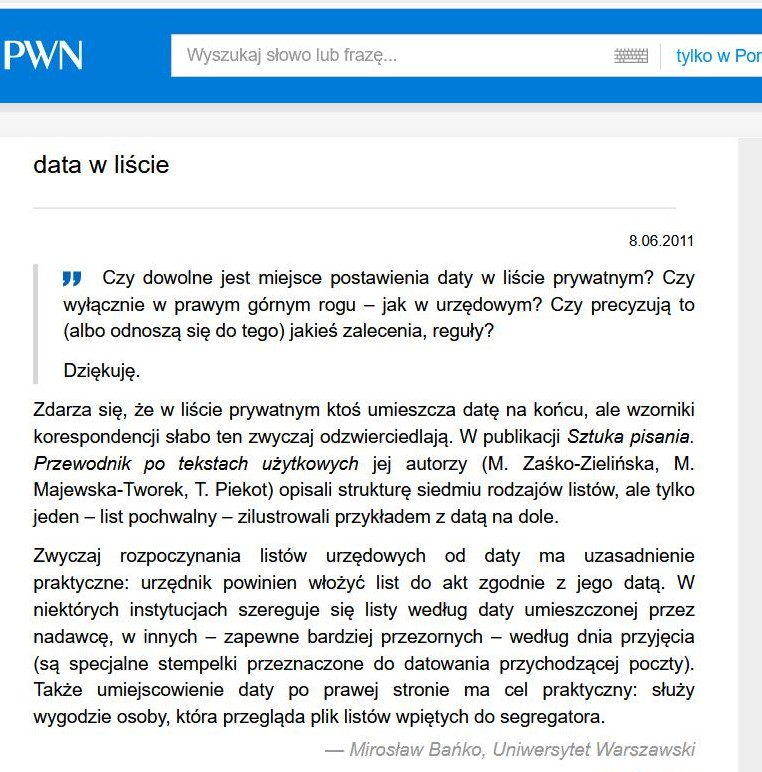 PWN
Wyszukaj słowo lub frazę...
tylko w Por
data w liście
8.06.2011
Czy dowolne jest miejsce postawienia daty w liście prywatnym? Czy
wyłącznie w prawym górnym rogu – jak w urzędowym? Czy precyzują to
(albo odnoszą się do tego) jakieś zalecenia, reguły?
Dziękuję.
Zdarza się, że w liście prywatnym ktoś umieszcza datę na końcu, ale wzorniki
korespondencji słabo ten zwyczaj odzwierciedlają. W publikacji Sztuka pisania.
Przewodnik po tekstach użytkowych jej autorzy (M. Zaśko-Zielińska, M.
Majewska-Tworek, T. Piekot) opisali strukturę siedmiu rodzajów listów, ale tylko
jeden – list pochwalny – zilustrowali przykładem z datą na dole.
Zwyczaj rozpoczynania listów urzędowych od daty ma uzasadnienie
praktyczne: urzędnik powinien włożyć list do akt zgodnie z jego datą. W
niektórych instytucjach szereguje się listy według daty umieszczonej przez
nadawcę, w innych – zapewne bardziej przezornych – według dnia przyjęcia
(są specjalne stempelki przeznaczone do datowania przychodzącej poczty).
Także umiejscowienie daty po prawej stronie ma cel praktyczny: służy
wygodzie osoby, która przegląda plik listów wpiętych do segregatora.
— Mirosław Bańko, Uniwersytet Warszawski